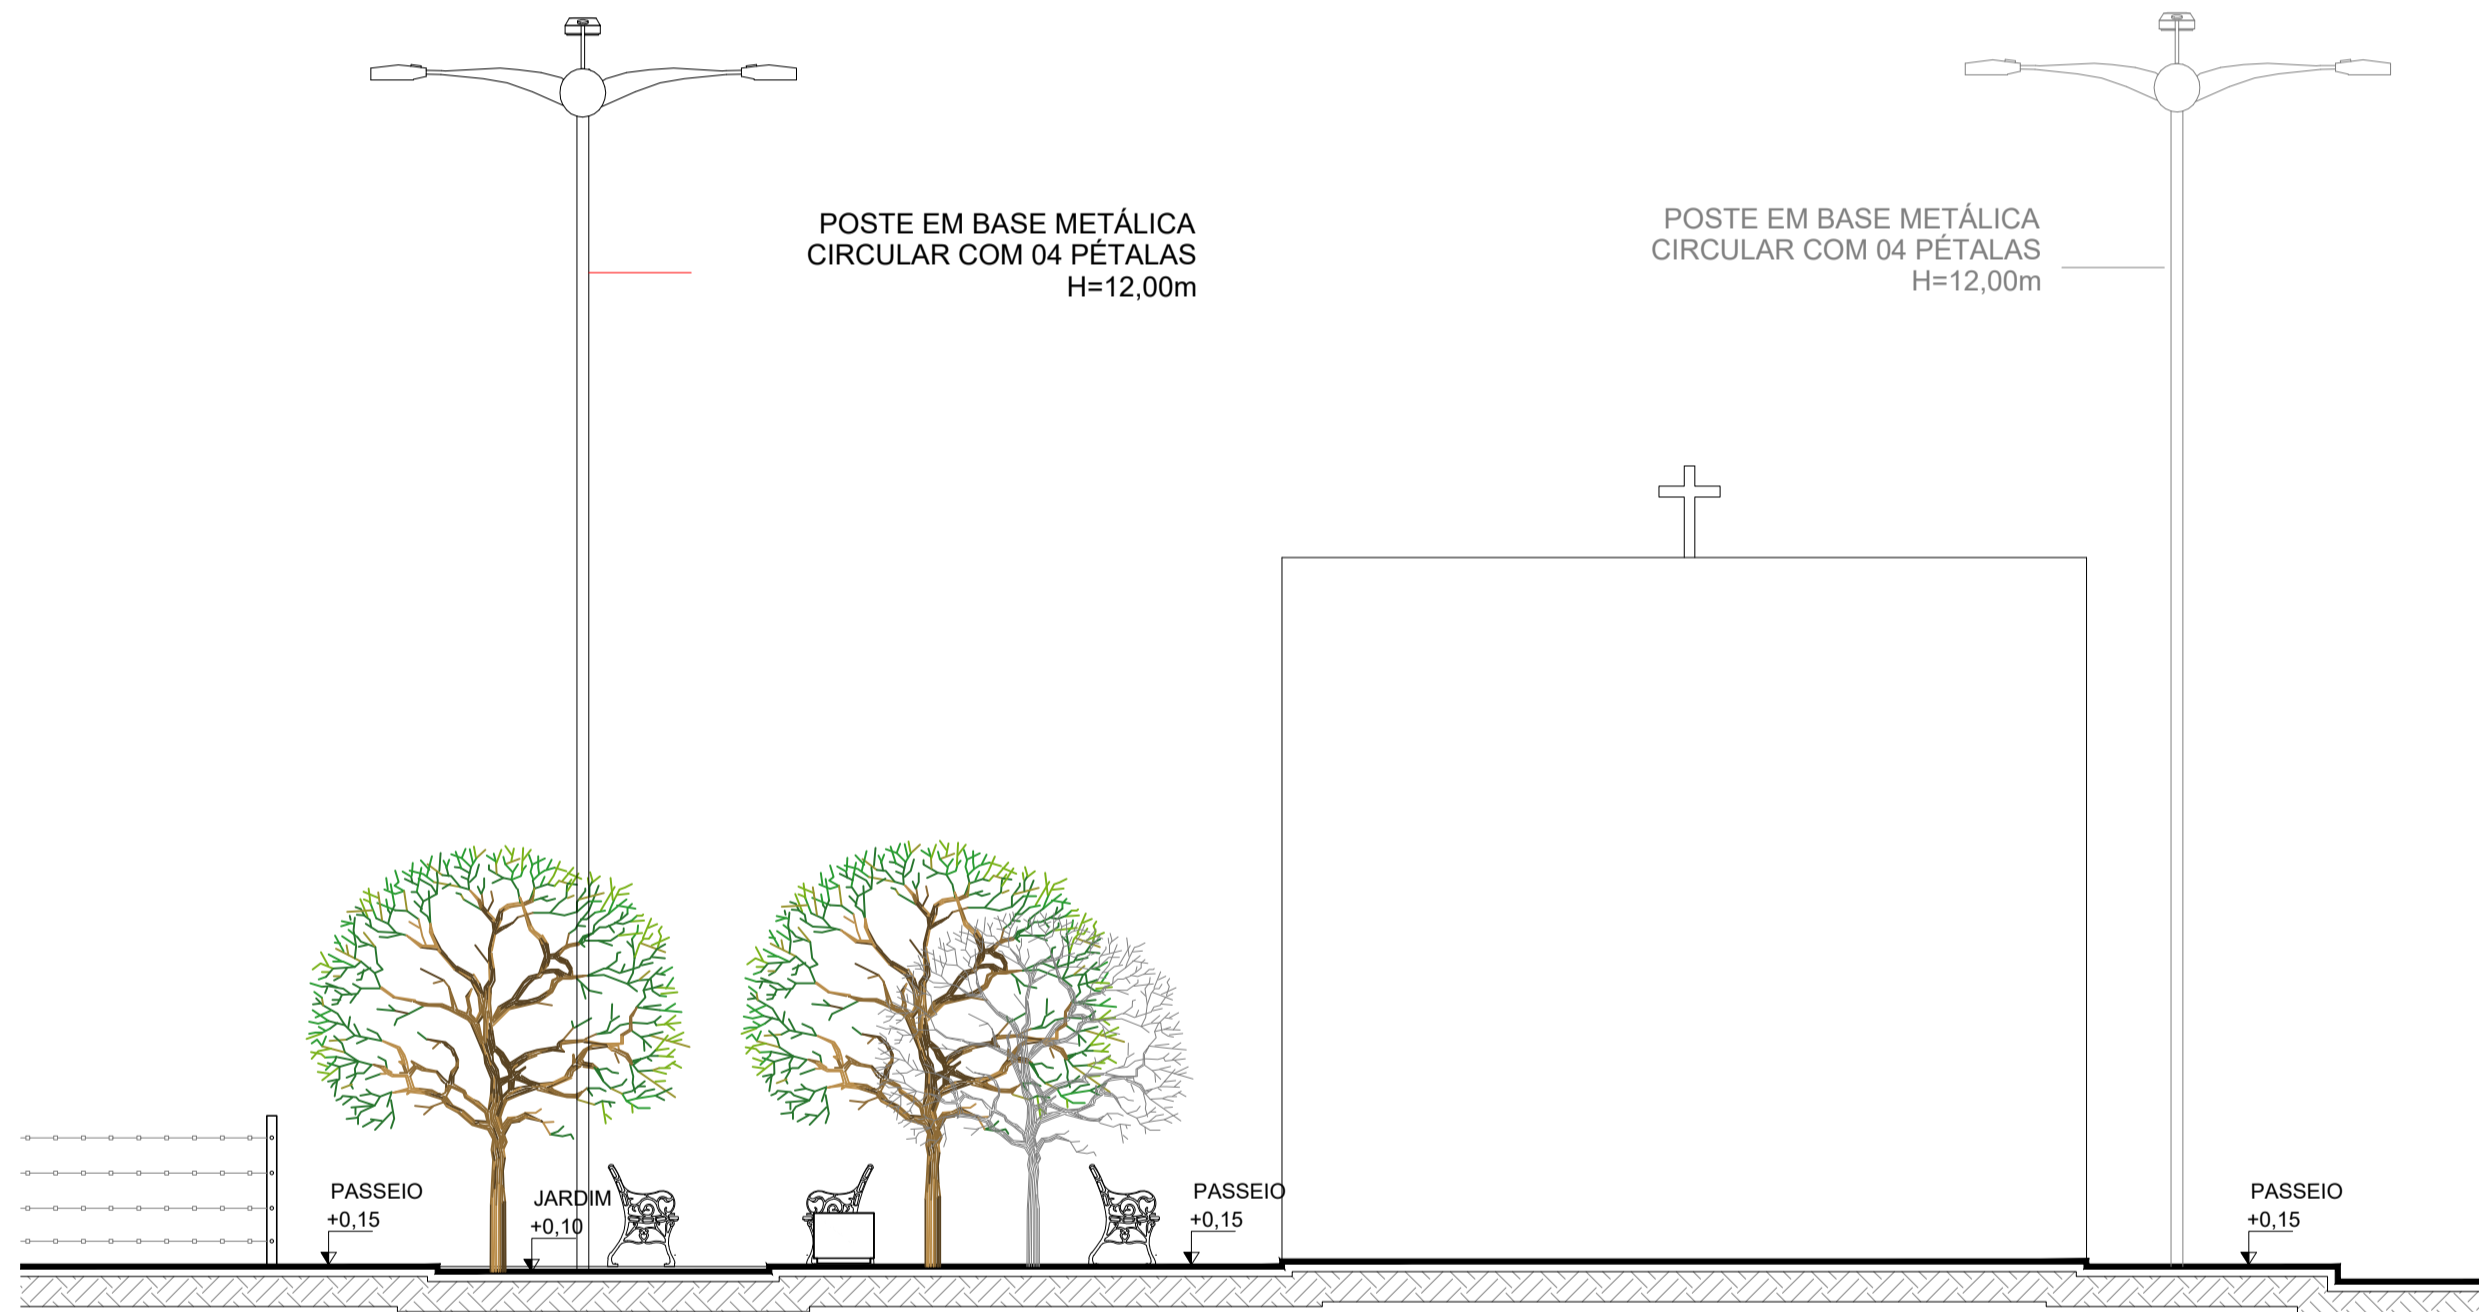 POSTE EM BASE METÁLICA
CIRCULAR COM 04 PÉTALAS
H=12,00m
POSTE EM BASE METÁLICA
CIRCULAR COM 04 PÉTALAS
H=12,00m
PASSEIO
+0,15
JARDIM
+0,10
PASSEIO
+0,15
PASSEIO
+0,15